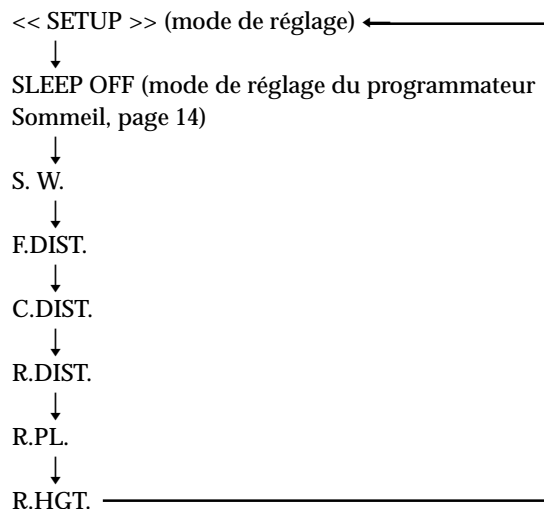 << SETUP >> (mode de réglage)
SLEEP OFF (mode de réglage du programmateur
Sommeil, page 14)
S. W.
F.DIST.
C.DIST.
R.DIST.
R.PL.
R.HGT.